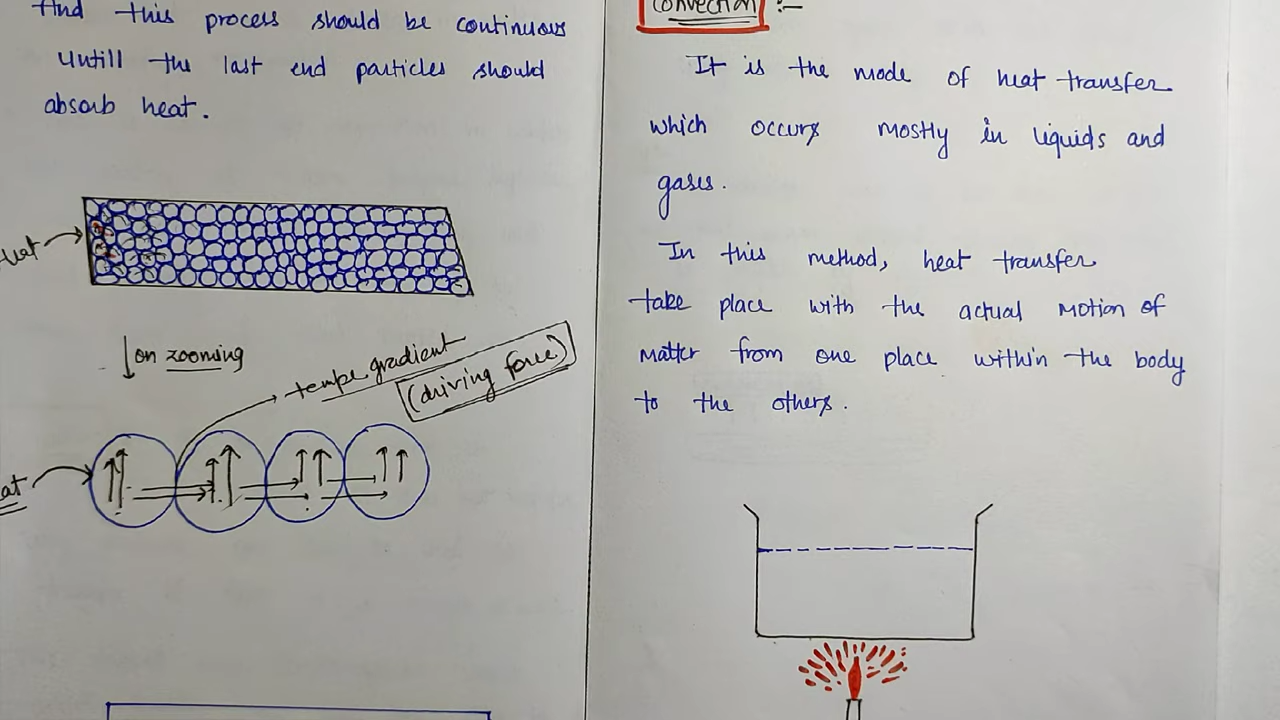 And this process should be continuous
Untill the last end particles should
absorb heat.
on zooming
tempe gradient
(driving force)
Convection :-
It is the mode of heat transfer
which occurs mostly in liquids and
gases.
In this method, heat transfer
take place with the actual motion of
matter from one place within the body
to the others.